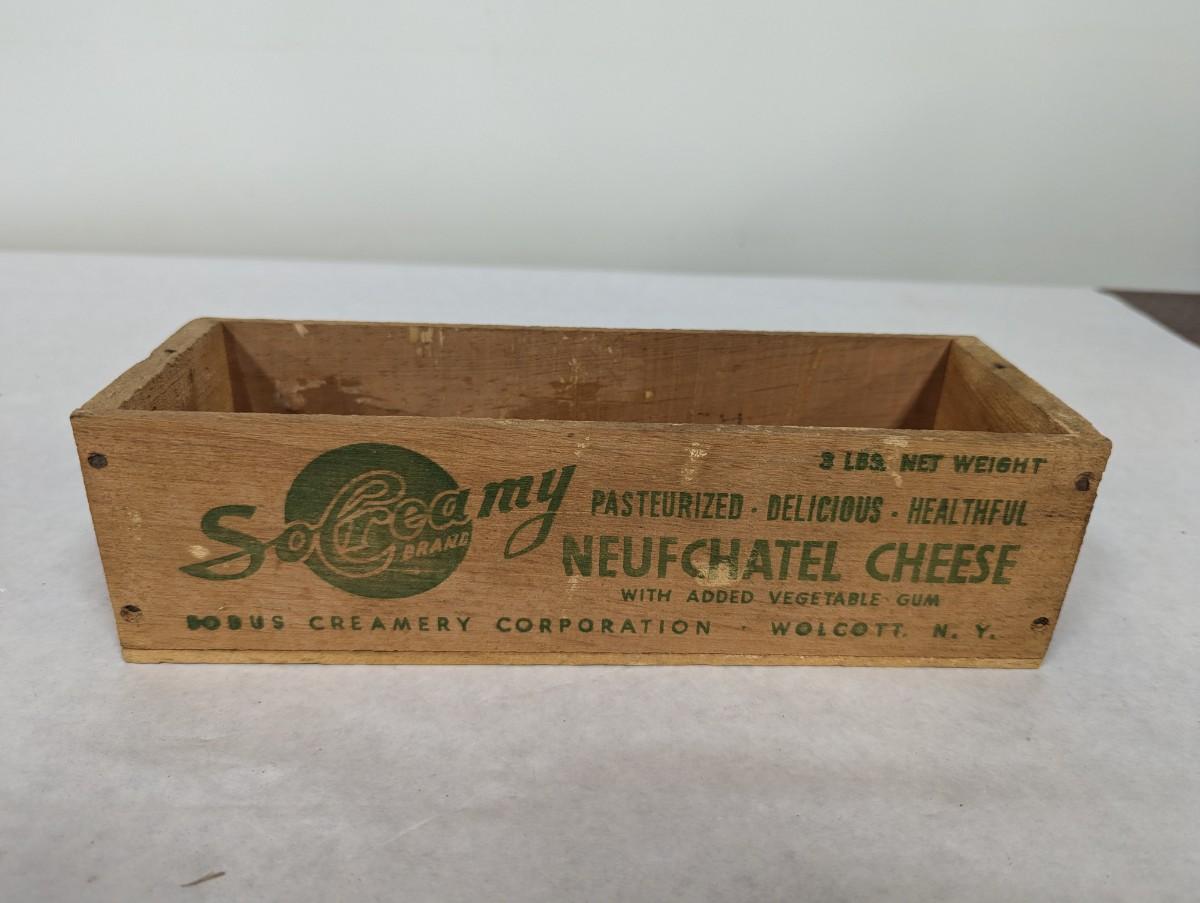 So Creamy
BRAND
3 LBS. NET WEIGHT
PASTEURIZED · DELICIOUS · HEALTHFUL
NEUFCHATEL CHEESE
WITH ADDED VEGETABLE GUM
CREAMERY CORPORATION · WOLCOTT, N. Y.